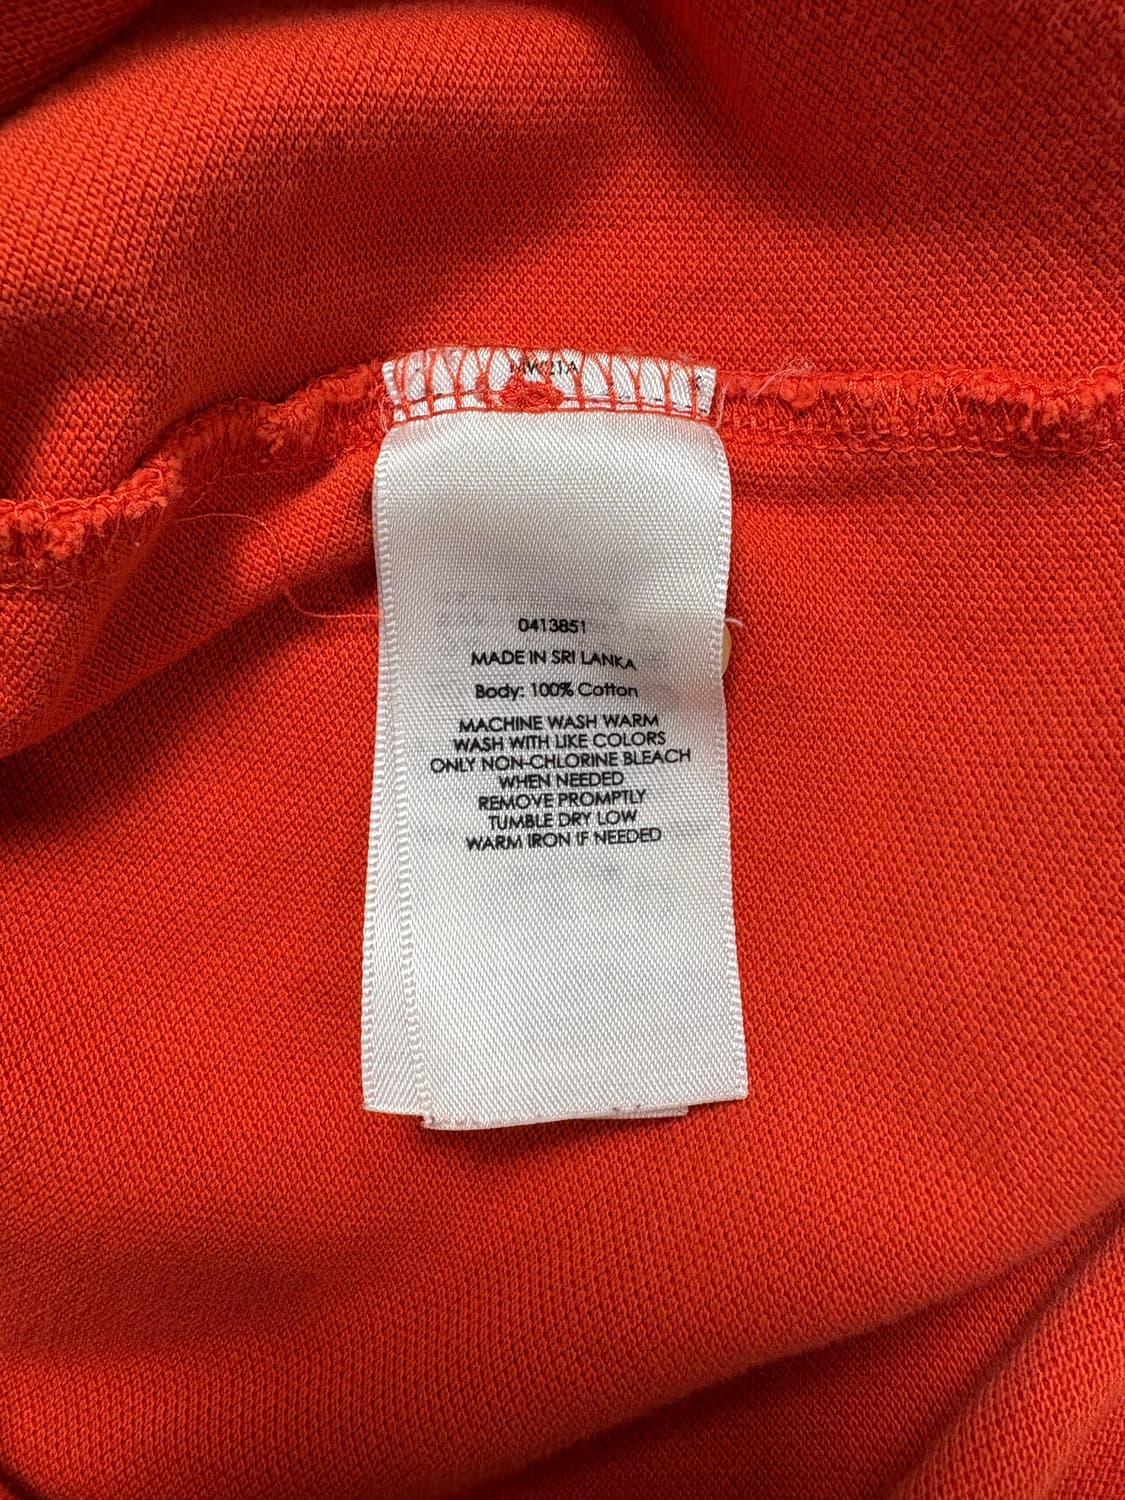 MW21A
0413851
MADE IN SRI LANKA
Body: 100% Cotton
MACHINE WASH WARM
WASH WITH LIKE COLORS
ONLY NON-CHLORINE BLEACH
WHEN NEEDED
REMOVE PROMPTLY
TUMBLE DRY LOW
WARM IRON IF NEEDED